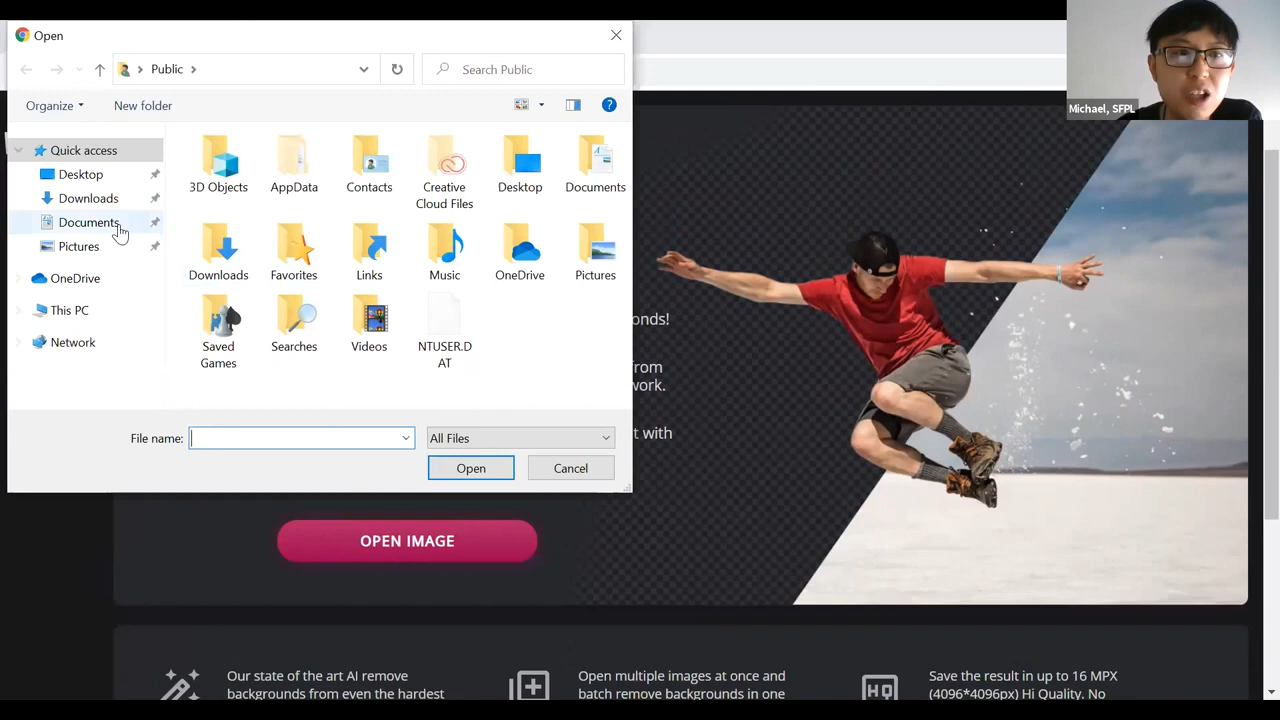 Open
Public
Search Public
Organize
New folder
Quick access
Desktop
Downloads
Documents
Pictures
OneDrive
This PC
Network
3D Objects
AppData
Contacts
Creative
Cloud Files
Desktop
Documents
Downloads
Favorites
Links
Music
OneDrive
Pictures
Saved
Games
Searches
Videos
NTUSER.D
AT
File name:
All Files
Open
Cancel
Michael, SFPL
onds!
from
work.
t with
OPEN IMAGE
Our state of the art AI remove
backgrounds from even the hardest
Open multiple images at once and
batch remove backgrounds in one
HQ
Save the result in up to 16 MPX
(4096*4096px) Hi Quality. No